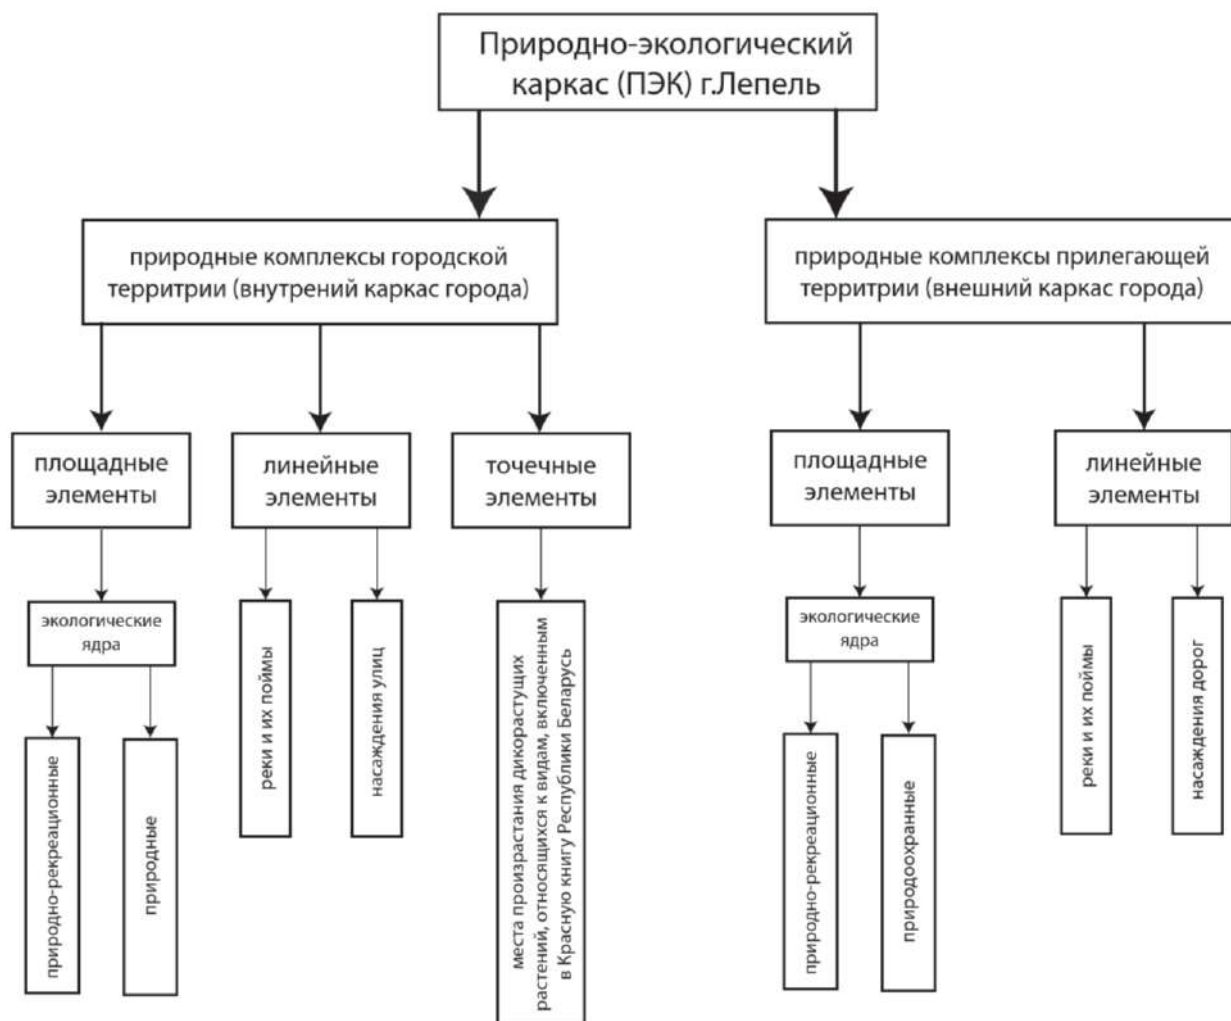 Природно-экологический
каркас (ПЭК) г.Лепель
природные комплексы городской
территрии (внутрений каркас города)
природные комплексы прилегающей
территрии (внешний каркас города)
площадные
элементы
линейные
элементы
точечные
элементы
площадные
элементы
линейные
элементы
экологические
ядра
реки и их поймы
насаждения улиц
места произрастания дикорастущих
растений, относящихся к видам, включенным
в Красную книгу Республики Беларусь
экологические
ядра
реки и их поймы
насаждения дорог
природно-рекреационные
природные
природно-рекреационные
природоохранные